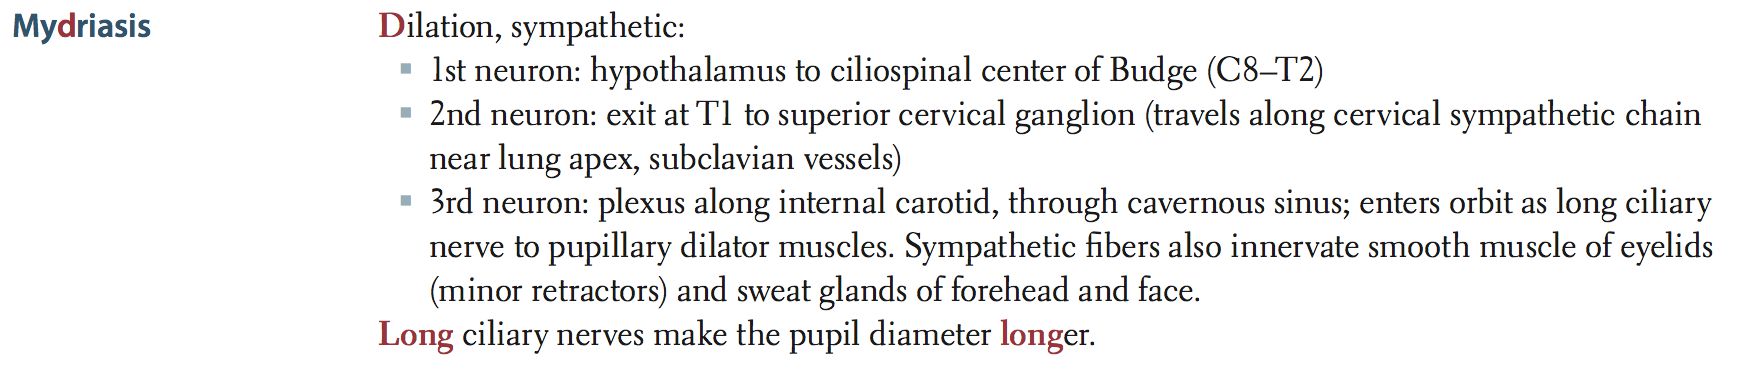 Mydriasis
Dilation, sympathetic:
▪ 1st neuron: hypothalamus to ciliospinal center of Budge (C8–T2)
▪ 2nd neuron: exit at T1 to superior cervical ganglion (travels along cervical sympathetic chain
near lung apex, subclavian vessels)
▪ 3rd neuron: plexus along internal carotid, through cavernous sinus; enters orbit as long ciliary
nerve to pupillary dilator muscles. Sympathetic fibers also innervate smooth muscle of eyelids
(minor retractors) and sweat glands of forehead and face.
Long ciliary nerves make the pupil diameter longer.